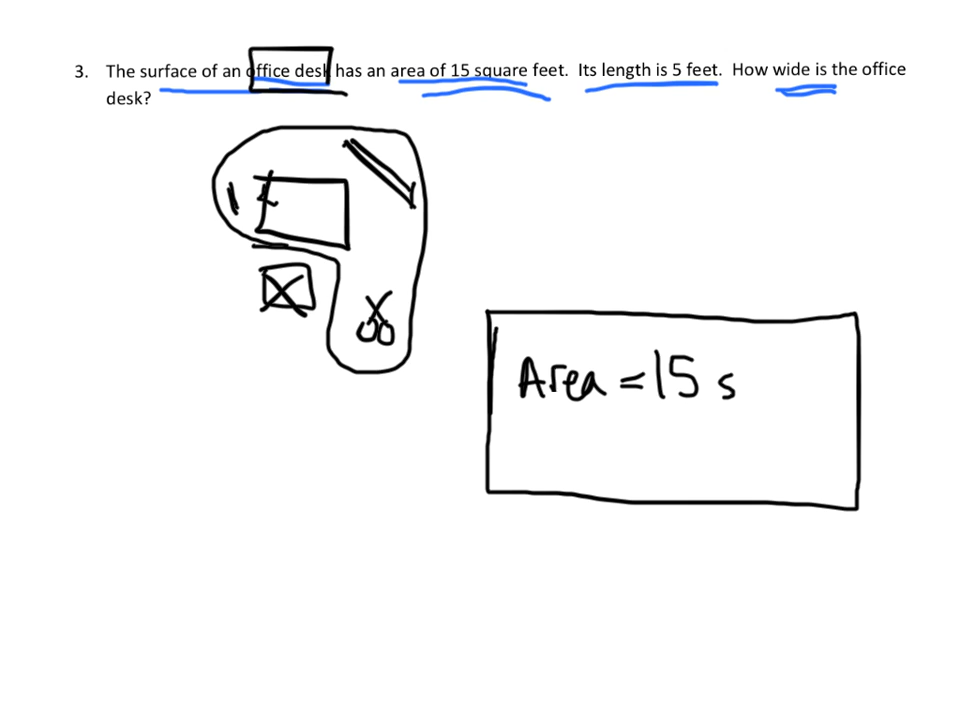 3. The surface of an office desk has an area of 15 square feet. Its length is 5 feet. How wide is the office
desk?
Area = 15 s